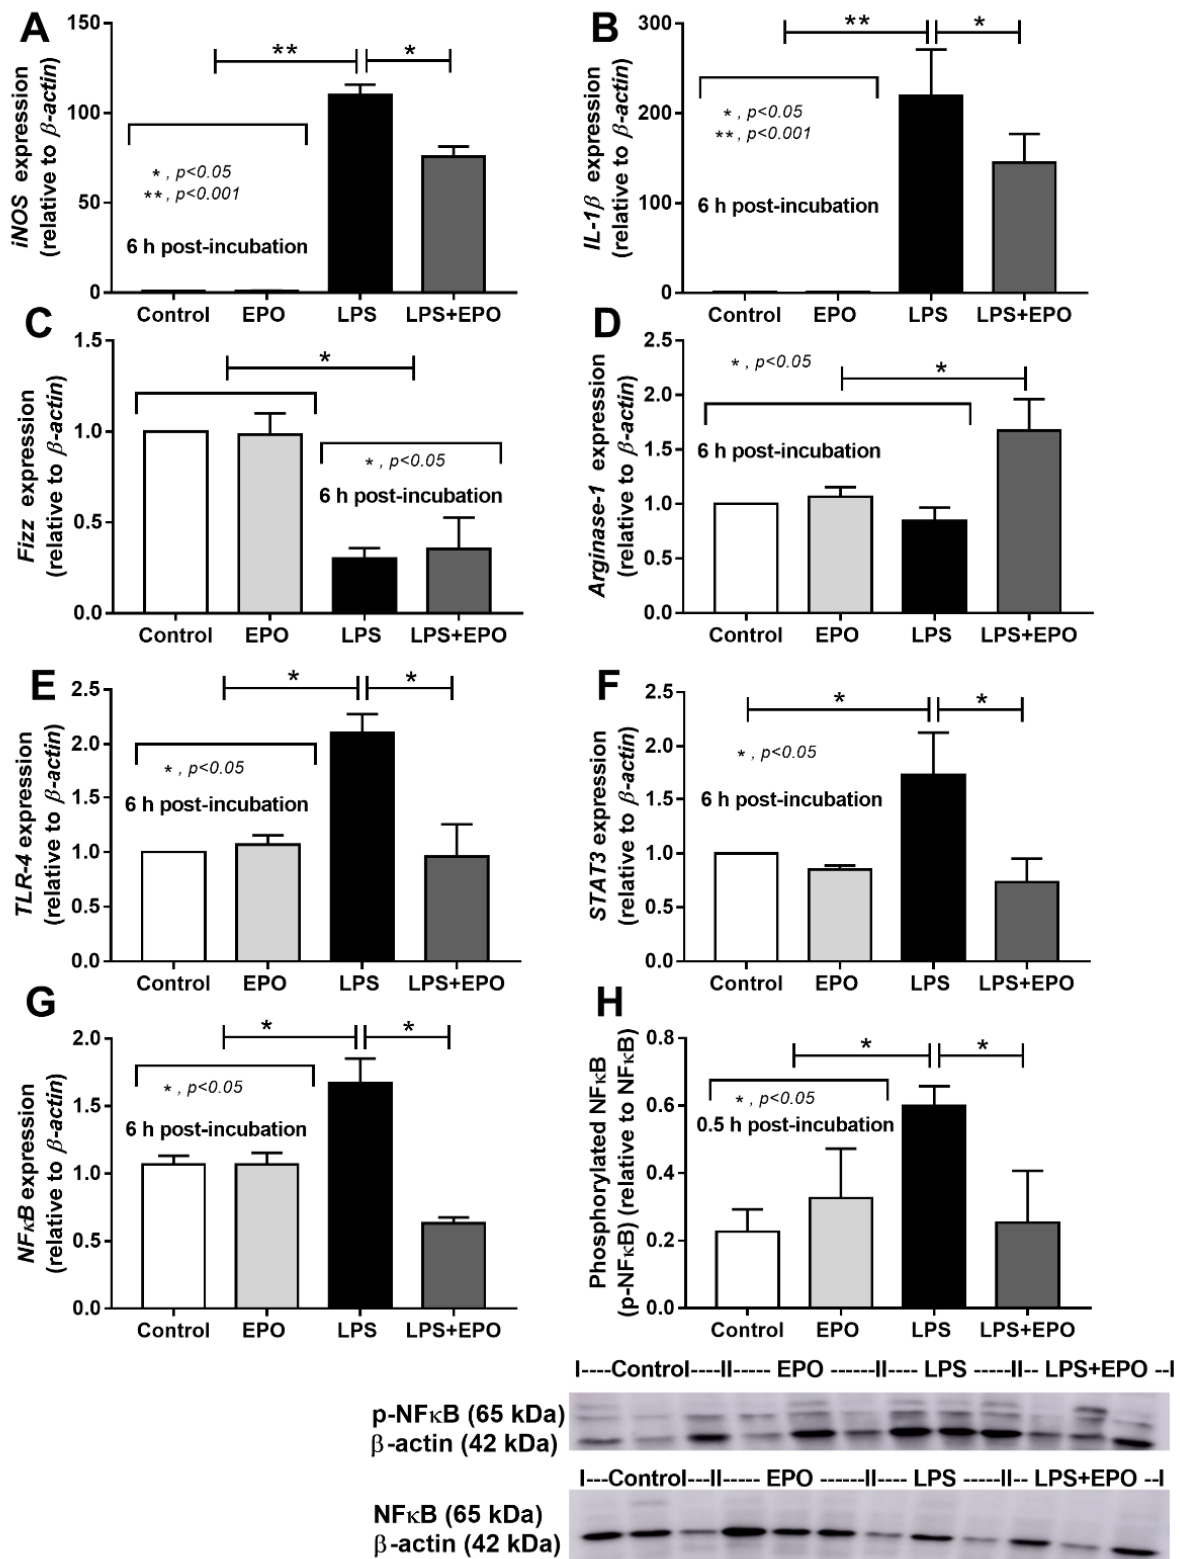 A
iNOS expression
(relative to β-actin)
150
100
50
0
**
*
* , p<0.05
** , p<0.001
6 h post-incubation
Control EPO LPS LPS+EPO
B
IL-1β expression
(relative to β-actin)
300
200
100
0
**
*
* , p<0.05
** , p<0.001
6 h post-incubation
Control EPO LPS LPS+EPO
C
Fizz expression
(relative to β-actin)
1.5
1.0
0.5
0.0
*
* , p<0.05
6 h post-incubation
Control EPO LPS LPS+EPO
D
Arginase-1 expression
(relative to β-actin)
2.5
2.0
1.5
1.0
0.5
0.0
* , p<0.05
*
6 h post-incubation
Control EPO LPS LPS+EPO
E
TLR-4 expression
(relative to β-actin)
2.5
2.0
1.5
1.0
0.5
0.0
*
*
* , p<0.05
6 h post-incubation
Control EPO LPS LPS+EPO
F
STAT3 expression
(relative to β-actin)
2.5
2.0
1.5
1.0
0.5
0.0
*
*
* , p<0.05
6 h post-incubation
Control EPO LPS LPS+EPO
G
NFκB expression
(relative to β-actin)
2.0
1.5
1.0
0.5
0.0
*
*
* , p<0.05
6 h post-incubation
Control EPO LPS LPS+EPO
H
Phosphorylated NFκB
(p-NFκB) (relative to NFκB)
0.8
0.6
0.4
0.2
0.0
*
*
* , p<0.05
0.5 h post-incubation
Control EPO LPS LPS+EPO
I----Control----II----- EPO ------II---- LPS -----II-- LPS+EPO --I
p-NFκB (65 kDa)
β-actin (42 kDa)
I---Control---II----- EPO ------II---- LPS -----II-- LPS+EPO --I
NFκB (65 kDa)
β-actin (42 kDa)